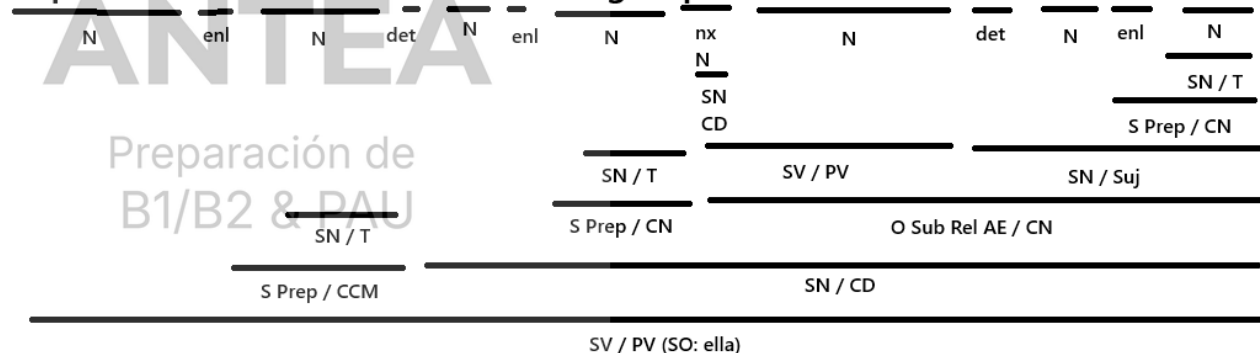 N enl N det N enl N nx N det N enl N
N
ANTEA
SN SN / T
CD S Prep / CN
Preparación de
SN / T SV / PV SN / Suj
B1/B2 & PAU
S Prep / CN O Sub Rel AE / CN
SN / T
S Prep / CCM SN / CD
SV / PV (SO: ella)